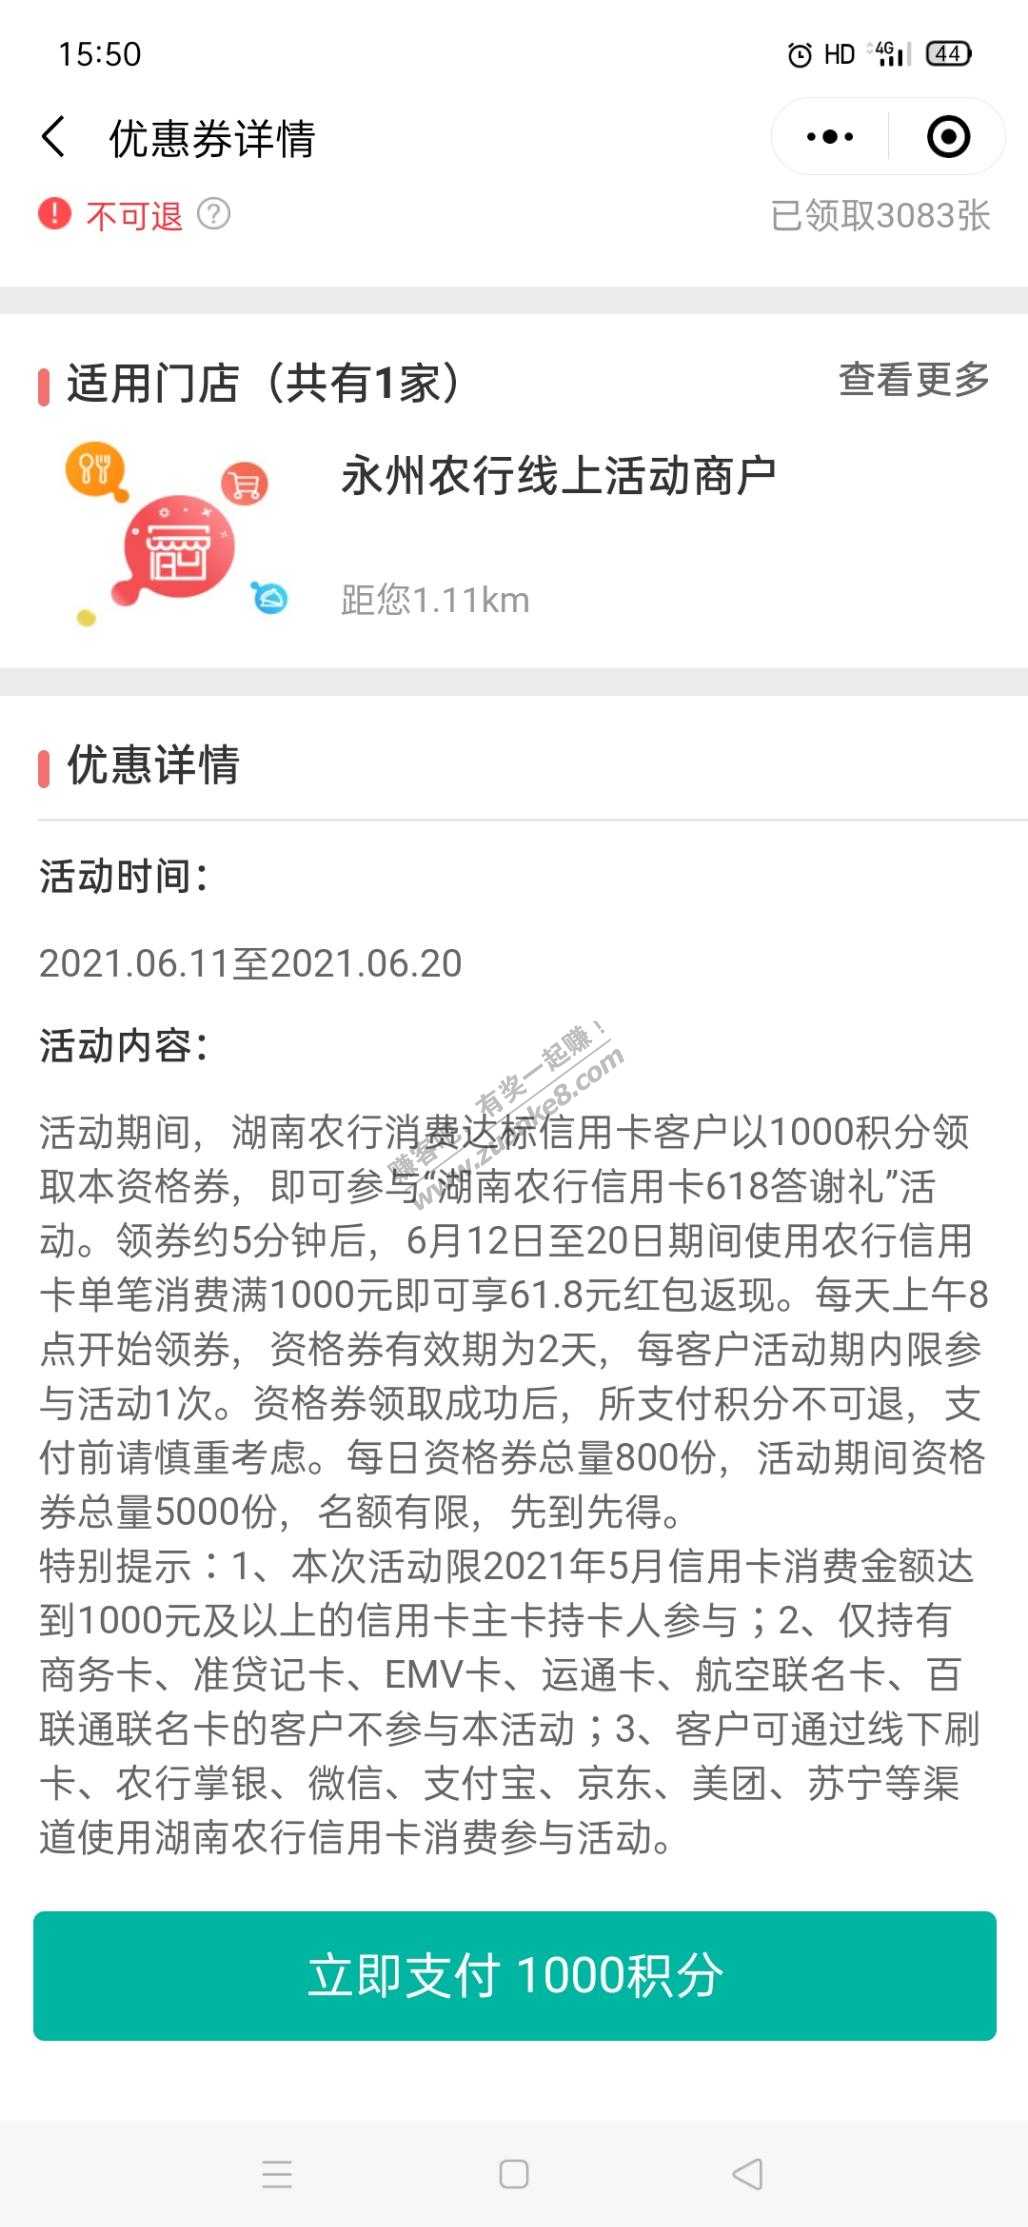 15:50
HD 4G 44
优惠券详情
不可退
已领取3083张
适用门店（共有1家）
查看更多
永州农行线上活动商户
距您1.11km
优惠详情
活动时间：
2021.06.11至2021.06.20
活动内容：
活动期间，湖南农行消费达标信用卡客户以1000积分领
取本资格券，即可参与“湖南农行信用卡618答谢礼”活
动。领券约5分钟后，6月12日至20日期间使用农行信用
卡单笔消费满1000元即可享61.8元红包返现。每天上午8
点开始领券，资格券有效期为2天，每客户活动期内限参
与活动1次。资格券领取成功后，所支付积分不可退，支
付前请慎重考虑。每日资格券总量800份，活动期间资格
券总量5000份，名额有限，先到先得。
特别提示：1、本次活动限2021年5月信用卡消费金额达
到1000元及以上的信用卡主卡持卡人参与；2、仅持有
商务卡、准贷记卡、EMV卡、运通卡、航空联名卡、百
联通联名卡的客户不参与本活动；3、客户可通过线下刷
卡、农行掌银、微信、支付宝、京东、美团、苏宁等渠
道使用湖南农行信用卡消费参与活动。
赚客吧，有奖一起赚！
www.zuanke8.com
立即支付 1000积分